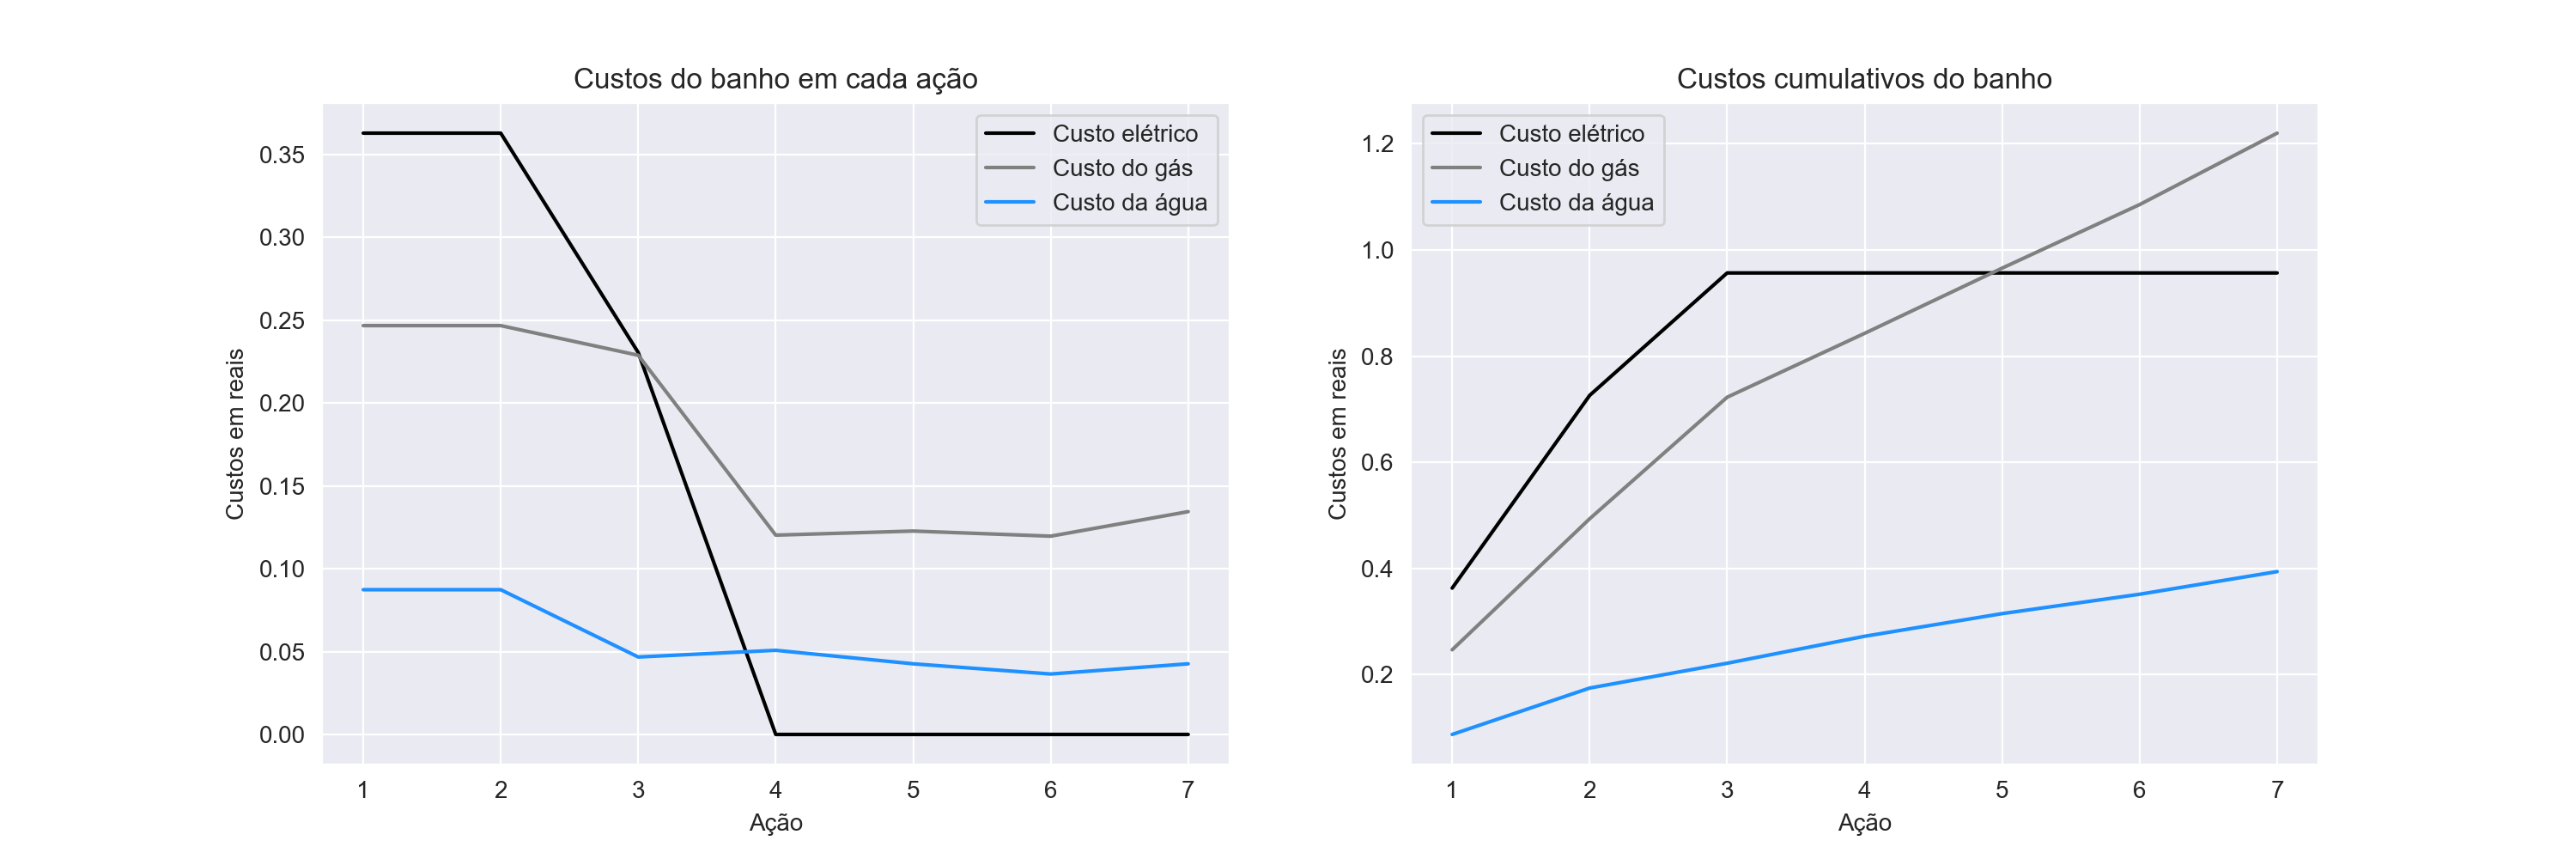 Custos do banho em cada ação
Custo elétrico
Custo do gás
Custo da água
0.35
0.30
0.25
0.20
0.15
0.10
0.05
0.00
Custos em reais
1 2 3 4 5 6 7
Ação
Custos cumulativos do banho
Custo elétrico
Custo do gás
Custo da água
1.2
1.0
0.8
0.6
0.4
0.2
Custos em reais
1 2 3 4 5 6 7
Ação